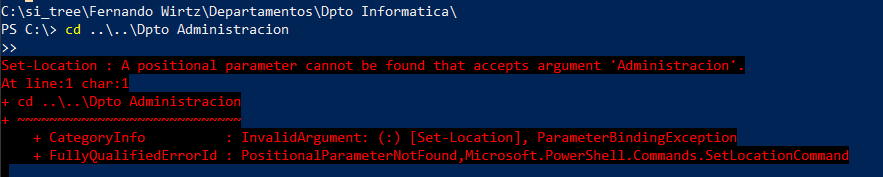 C:\si_tree\Fernando Wirtz\Departamentos\Dpto Informatica\
PS C:\> cd ..\..\Dpto Administracion
>>
Set-Location : A positional parameter cannot be found that accepts argument 'Administracion'.
At line:1 char:1
+ cd ..\..\Dpto Administracion
+ ~~~~~~~~~~~~~~~~~~~~~~~~~~~~
    + CategoryInfo          : InvalidArgument: (:) [Set-Location], ParameterBindingException
    + FullyQualifiedErrorId : PositionalParameterNotFound,Microsoft.PowerShell.Commands.SetLocationCommand